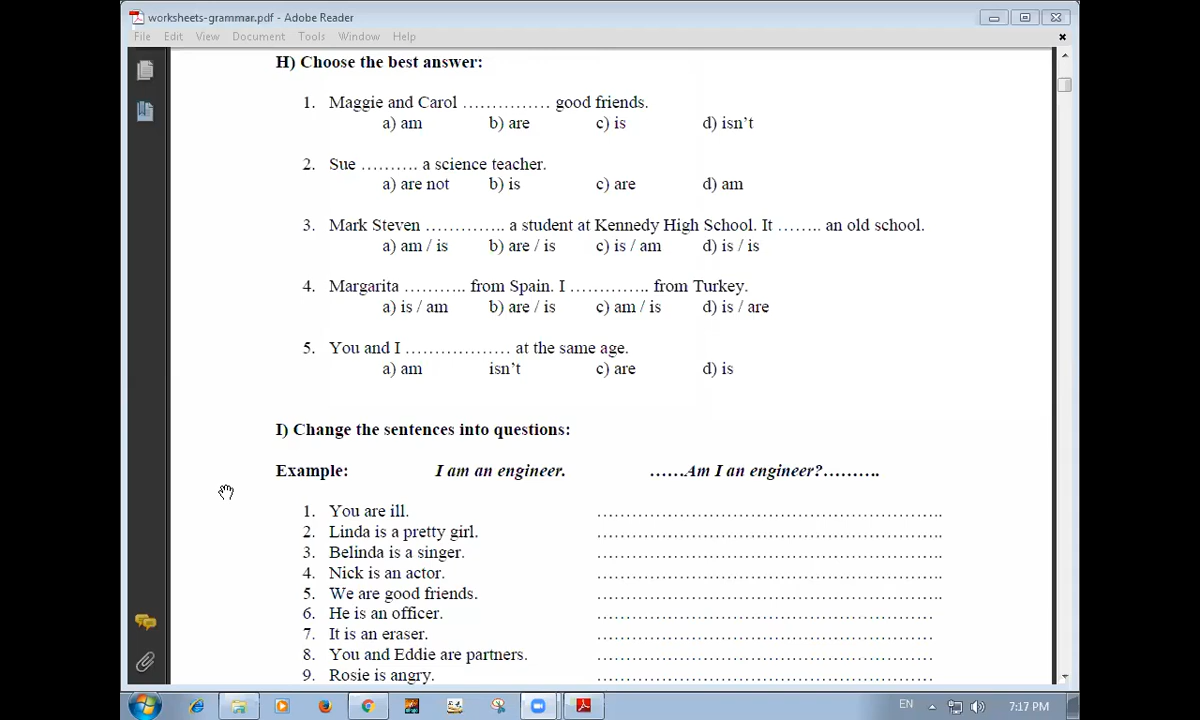 worksheets-grammar.pdf - Adobe Reader
File Edit View Document Tools Window Help
H) Choose the best answer:
1. Maggie and Carol …………… good friends.
a) am b) are c) is d) isn’t
2. Sue ………. a science teacher.
a) are not b) is c) are d) am
3. Mark Steven ………….. a student at Kennedy High School. It …….. an old school.
a) am / is b) are / is c) is / am d) is / is
4. Margarita ……….. from Spain. I ………….. from Turkey.
a) is / am b) are / is c) am / is d) is / are
5. You and I ……………… at the same age.
a) am isn’t c) are d) is
I) Change the sentences into questions:
Example: I am an engineer. ……Am I an engineer?……….
1. You are ill. ……………………………………………………..
2. Linda is a pretty girl. ……………………………………………………..
3. Belinda is a singer. ……………………………………………………..
4. Nick is an actor. ……………………………………………………..
5. We are good friends. ……………………………………………………..
6. He is an officer. ……………………………………………………
7. It is an eraser. ……………………………………………………
8. You and Eddie are partners. ……………………………………………………
9. Rosie is angry. ……………………………………………………
EN 7:17 PM